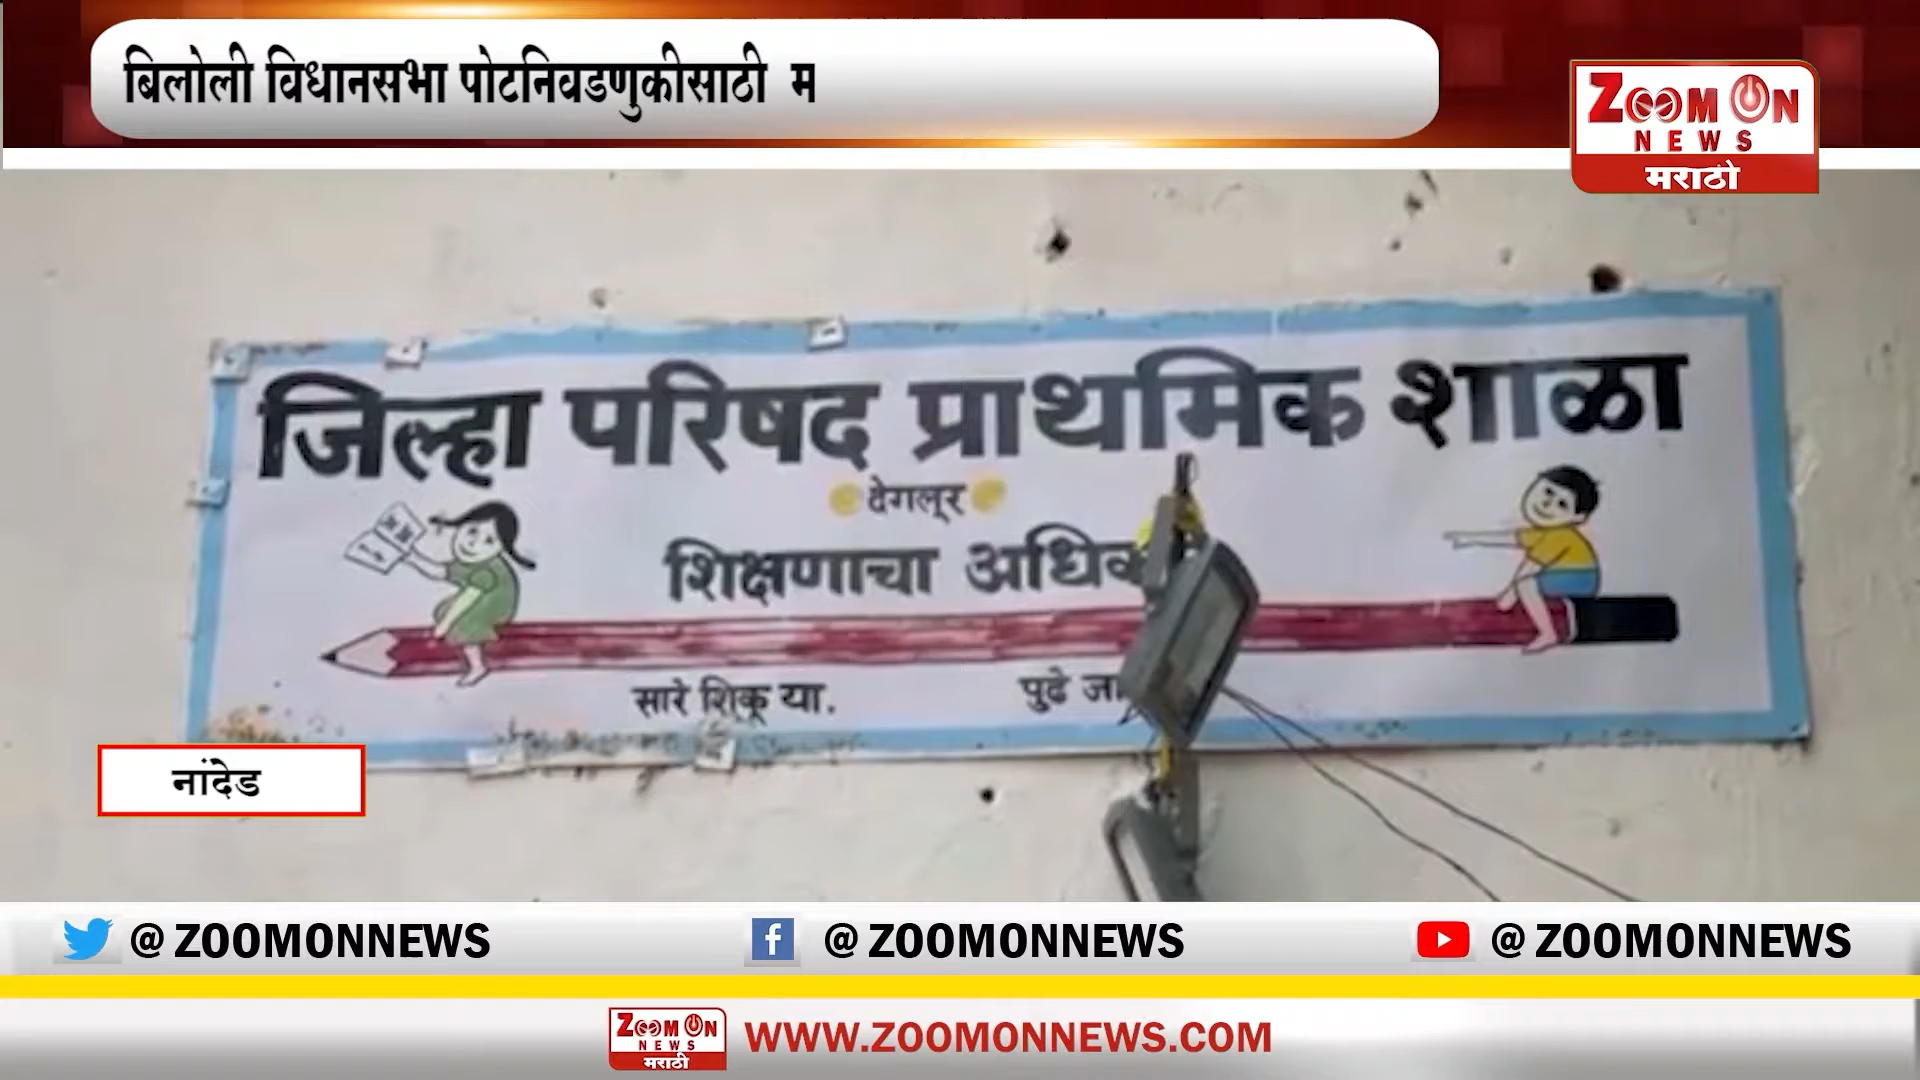 बिलोली विधानसभा पोटनिवडणुकीसाठी म
ZOOM ON
NEWS
मराठी
जिल्हा परिषद प्राथमिक शाळा
देगलूर
शिक्षणाचा
सारे शिकू या. पुढे
नांदेड
@ZOOMONNEWS @ZOOMONNEWS @ZOOMONNEWS
ZOOM ON
NEWS
मराठी
WWW.ZOOMONNEWS.COM